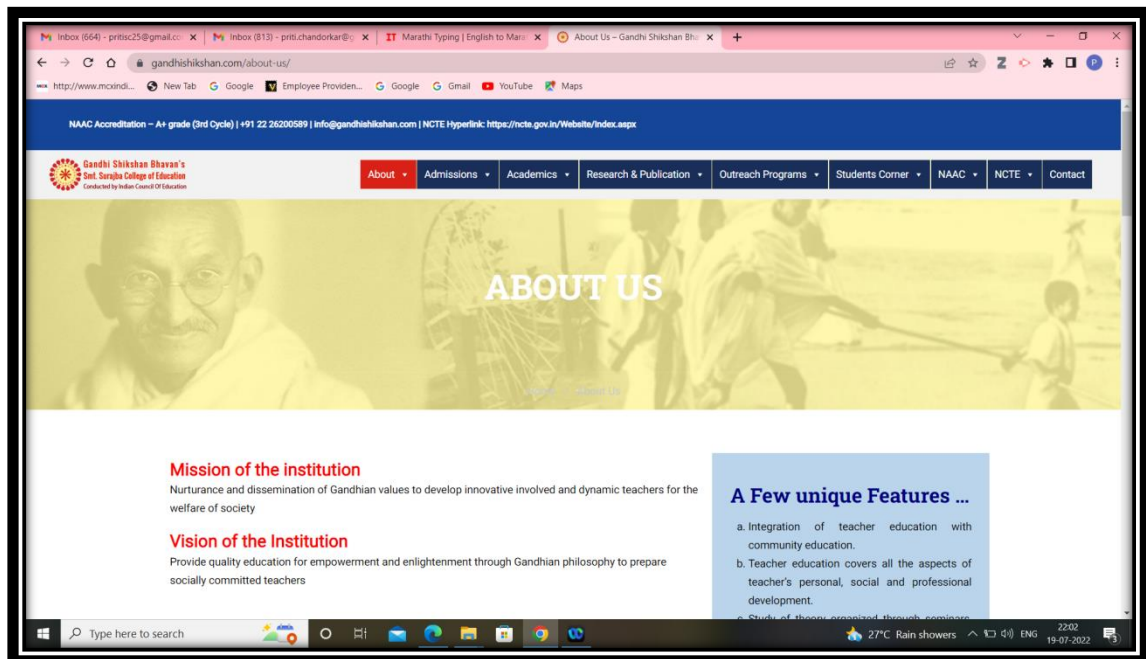 Inbox (664) - pritisc25@gmail.co
Inbox (813) - priti.chandorkar@g
Marathi Typing | English to Mara
About Us – Gandhi Shikshan Bha
gandhishikshan.com/about-us/
http://www.mcxindi...
New Tab
Google
Employee Providen...
Google
Gmail
YouTube
Maps
NAAC Accreditation – A+ grade (3rd Cycle) | +91 22 26200589 | info@gandhishikshan.com | NCTE Hyperlink: https://ncte.gov.in/Website/Index.aspx
Gandhi Shikshan Bhavan's
Smt. Surajba College of Education
Conducted by Indian Council Of Education
About
Admissions
Academics
Research & Publication
Outreach Programs
Students Corner
NAAC
NCTE
Contact
ABOUT US
About Us
Mission of the institution
Nurturance and dissemination of Gandhian values to develop innovative involved and dynamic teachers for the
welfare of society
Vision of the Institution
Provide quality education for empowerment and enlightenment through Gandhian philosophy to prepare
socially committed teachers
A Few unique Features ...
a. Integration of teacher education with
community education.
b. Teacher education covers all the aspects of
teacher's personal, social and professional
development.
c. Study of theory organized through seminars,
Type here to search
27°C Rain showers
ENG
22:02
19-07-2022